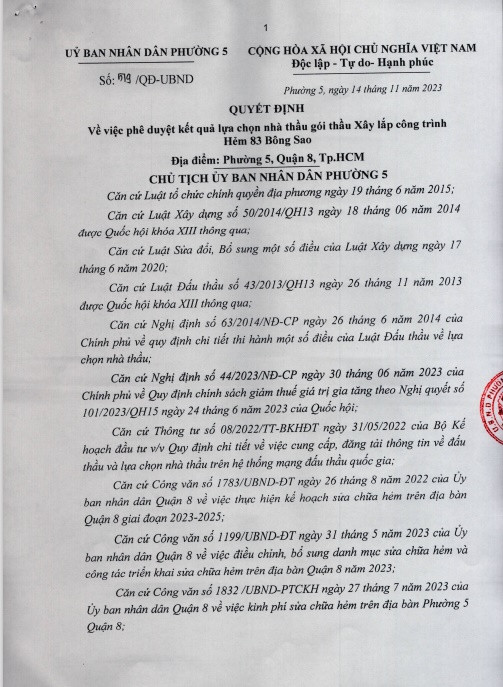 1
ỦY BAN NHÂN DÂN PHƯỜNG 5
CỘNG HÒA XÃ HỘI CHỦ NGHĨA VIỆT NAM
Độc lập - Tự do- Hạnh phúc
Số: /QĐ-UBND
Phường 5, ngày 14 tháng 11 năm 2023
QUYẾT ĐỊNH
Về việc phê duyệt kết quả lựa chọn nhà thầu gói thầu Xây lắp công trình
Hẻm 83 Bông Sao
Địa điểm: Phường 5, Quận 8, Tp.HCM
CHỦ TỊCH ỦY BAN NHÂN DÂN PHƯỜNG 5
Căn cứ Luật tổ chức chính quyền địa phương ngày 19 tháng 6 năm 2015;
Căn cứ Luật Xây dựng số 50/2014/QH13 ngày 18 tháng 06 năm 2014
được Quốc hội khóa XIII thông qua;
Căn cứ Luật Sửa đổi, Bổ sung một số điều của Luật Xây dựng ngày 17
tháng 6 năm 2020;
Căn cứ Luật Đấu thầu số 43/2013/QH13 ngày 26 tháng 11 năm 2013
được Quốc hội khóa XIII thông qua;
Căn cứ Nghị định số 63/2014/NĐ-CP ngày 26 tháng 6 năm 2014 của
Chính phủ về quy định chi tiết thi hành một số điều của Luật Đấu thầu về lựa
chọn nhà thầu;
Căn cứ Nghị định số 44/2023/NĐ-CP ngày 30 tháng 06 năm 2023 của
Chính phủ về Quy định chính sách giảm thuế giá trị gia tăng theo Nghị quyết số
101/2023/QH15 ngày 24 tháng 6 năm 2023 của Quốc hội;
Căn cứ Thông tư số 08/2022/TT-BKHĐT ngày 31/05/2022 của Bộ Kế
hoạch đầu tư v/v Quy định chi tiết về việc cung cấp, đăng tải thông tin về đấu
thầu và lựa chọn nhà thầu trên hệ thống mạng đấu thầu quốc gia;
Căn cứ Công văn số 1783/UBND-ĐT ngày 26 tháng 8 năm 2022 của Ủy
ban nhân dân Quận 8 về việc thực hiện kế hoạch sửa chữa hẻm trên địa bàn
Quận 8 giai đoạn 2023-2025;
Căn cứ Công văn số 1199/UBND-ĐT ngày 31 tháng 5 năm 2023 của Ủy
ban nhân dân Quận 8 về việc điều chỉnh, bổ sung danh mục sửa chữa hẻm và
công tác triển khai sửa chữa hẻm trên địa bàn Quận 8 năm 2023;
Căn cứ Công văn số 1832 /UBND-PTCKH ngày 27 tháng 7 năm 2023 của
Ủy ban nhân dân Quận 8 về việc kinh phí sửa chữa hẻm trên địa bàn Phường 5
Quận 8;